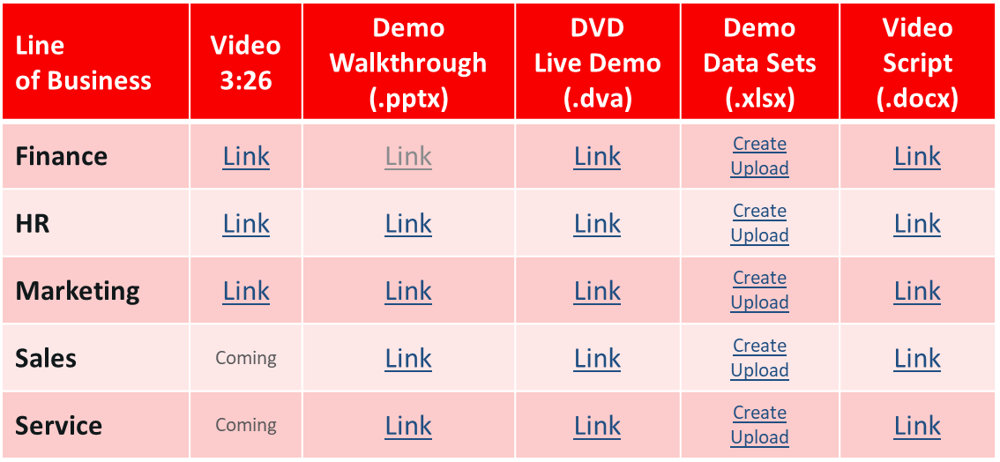 Line
of Business
Video
3:26
Demo
Walkthrough
(.pptx)
DVD
Live Demo
(.dva)
Demo
Data Sets
(.xlsx)
Video
Script
(.docx)
Finance
Link
Link
Link
Create
Upload
Link
HR
Link
Link
Link
Create
Upload
Link
Marketing
Link
Link
Link
Create
Upload
Link
Sales
Coming
Link
Link
Create
Upload
Link
Service
Coming
Link
Link
Create
Upload
Link